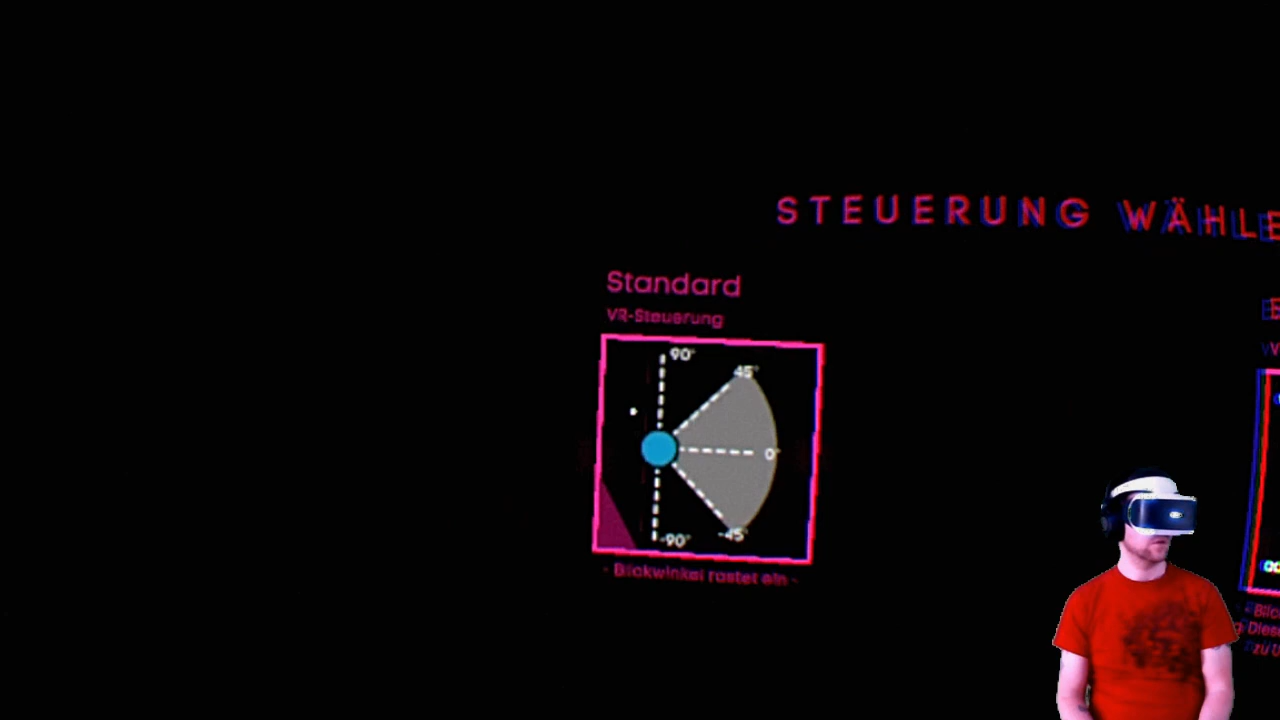 STEUERUNG WÄHLE
Standard
VR-Steuerung
90°
45°
0°
-45°
-90°
- Blickwinkel rastet ein -